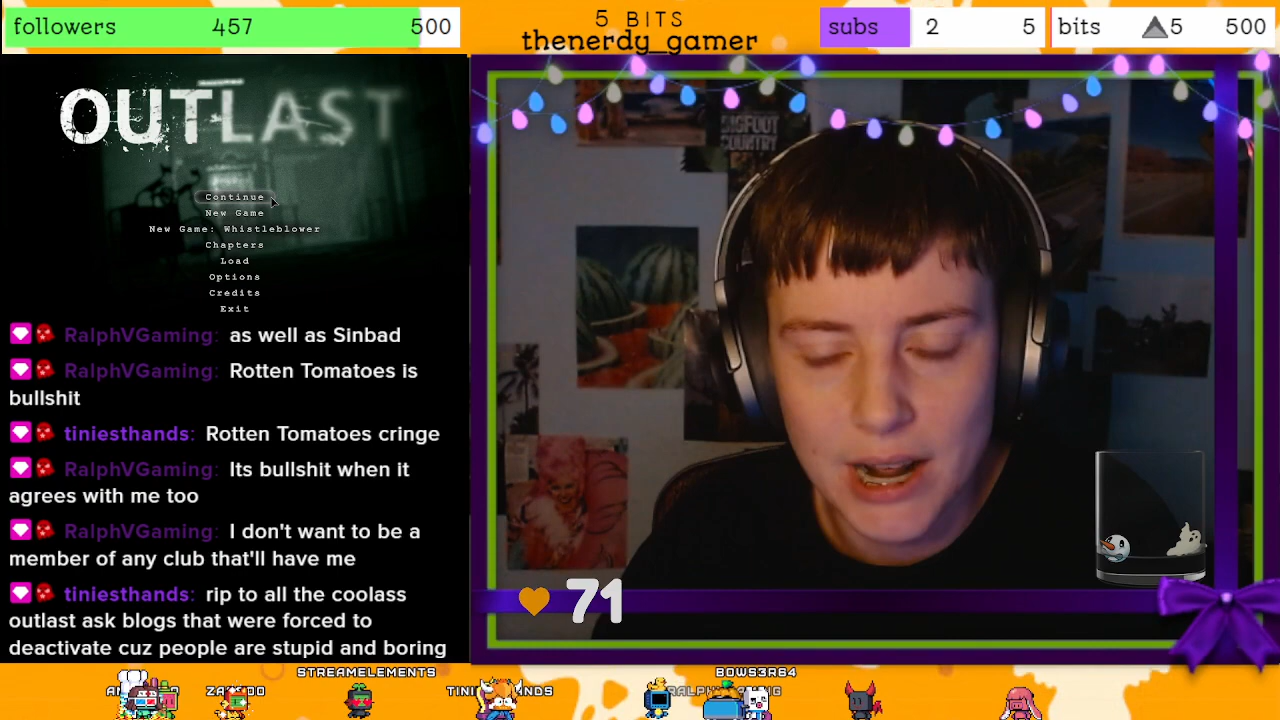 followers 457 500
5 BITS
thenerdy_gamer
subs 2 5
bits 5 500
OUTLAST
Continue
New Game
New Game: Whistleblower
Chapters
Load
Options
Credits
Exit
BIGFOOT
COUNTRY
RalphVGaming: as well as Sinbad
RalphVGaming: Rotten Tomatoes is
bullshit
tiniesthands: Rotten Tomatoes cringe
RalphVGaming: Its bullshit when it
agrees with me too
RalphVGaming: I don't want to be a
member of any club that'll have me
tiniesthands: rip to all the coolass
outlast ask blogs that were forced to
deactivate cuz people are stupid and boring
71
STREAMELEMENTS
BOWS3R64